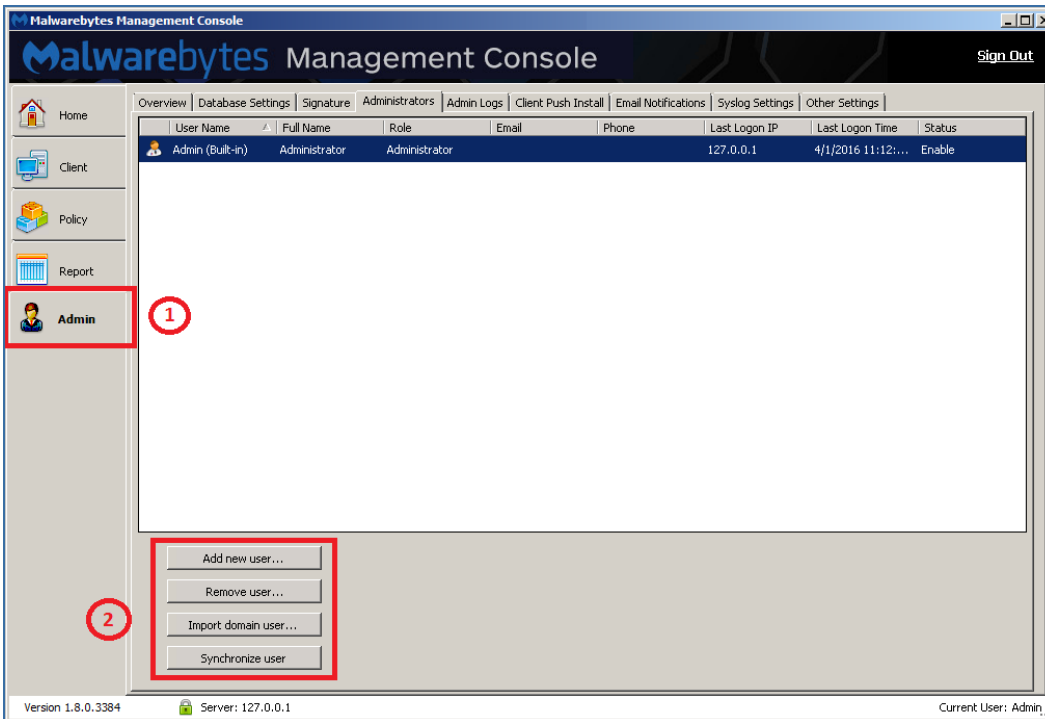 Malwarebytes Management Console
Malwarebytes Management Console
Sign Out
Home
Client
Policy
Report
Admin
1
Overview Database Settings Signature Administrators Admin Logs Client Push Install Email Notifications Syslog Settings Other Settings
User Name Full Name Role Email Phone Last Logon IP Last Logon Time Status
Admin (Built-in) Administrator Administrator 127.0.0.1 4/1/2016 11:12:... Enable
2
Add new user...
Remove user...
Import domain user...
Synchronize user
Version 1.8.0.3384 Server: 127.0.0.1 Current User: Admin